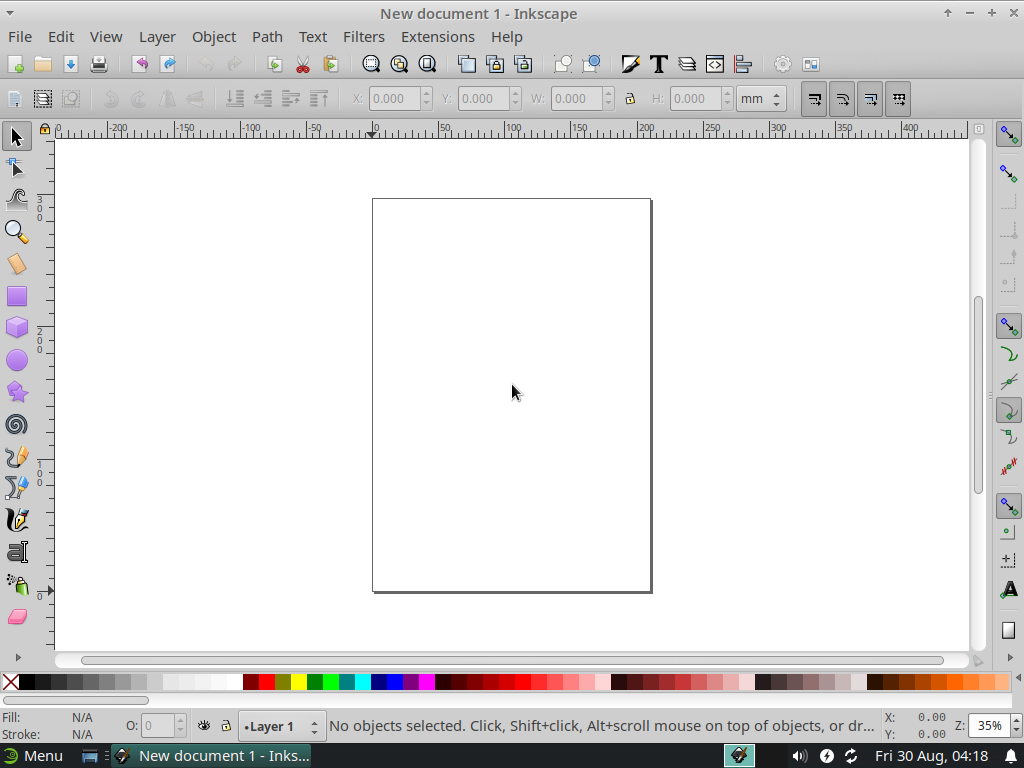 New document 1 - Inkscape
File Edit View Layer Object Path Text Filters Extensions Help
X: 0.000 Y: 0.000 W: 0.000 H: 0.000 mm
0 -200 -150 -100 -50 0 50 100 150 200 250 300 350 400
300
200
100
0
Fill: N/A
Stroke: N/A
O: 0
•Layer 1
No objects selected. Click, Shift+click, Alt+scroll mouse on top of objects, or dr...
X: 0.00
Y: 0.00
Z: 35%
Menu
New document 1 - Inks...
Fri 30 Aug, 04:18